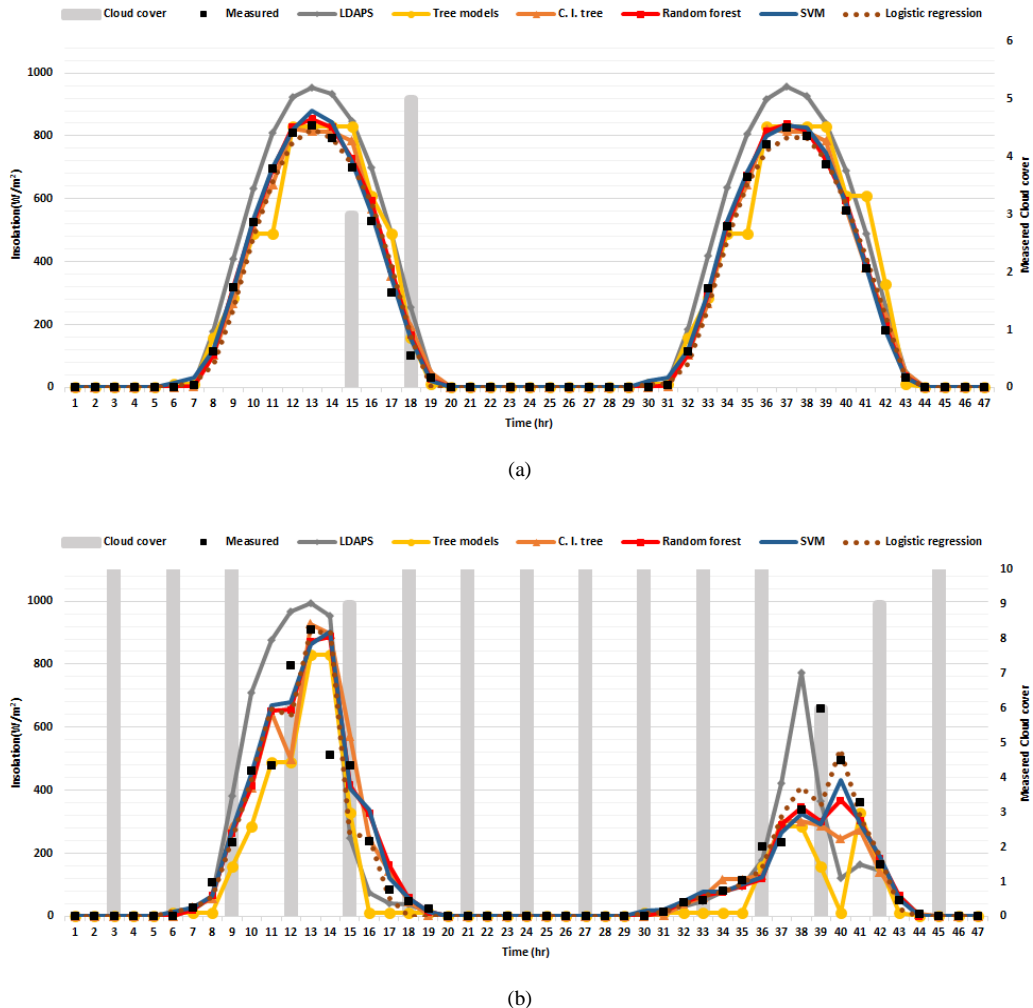 Cloud cover Measured LDAPS Tree models C. I. tree Random forest SVM Logistic regression
6
1000
5
800
4
600
3
400
2
200
1
0
0
Insolation(W/m²)
Measered Cloud cover
1 2 3 4 5 6 7 8 9 10 11 12 13 14 15 16 17 18 19 20 21 22 23 24 25 26 27 28 29 30 31 32 33 34 35 36 37 38 39 40 41 42 43 44 45 46 47
Time (hr)
(a)
Cloud cover Measured LDAPS Tree models C. I. tree Random forest SVM Logistic regression
10
1000
9
8
800
7
600
6
5
400
4
3
200
2
1
0
0
Insolation(W/m²)
Measered Cloud cover
1 2 3 4 5 6 7 8 9 10 11 12 13 14 15 16 17 18 19 20 21 22 23 24 25 26 27 28 29 30 31 32 33 34 35 36 37 38 39 40 41 42 43 44 45 46 47
Time (hr)
(b)